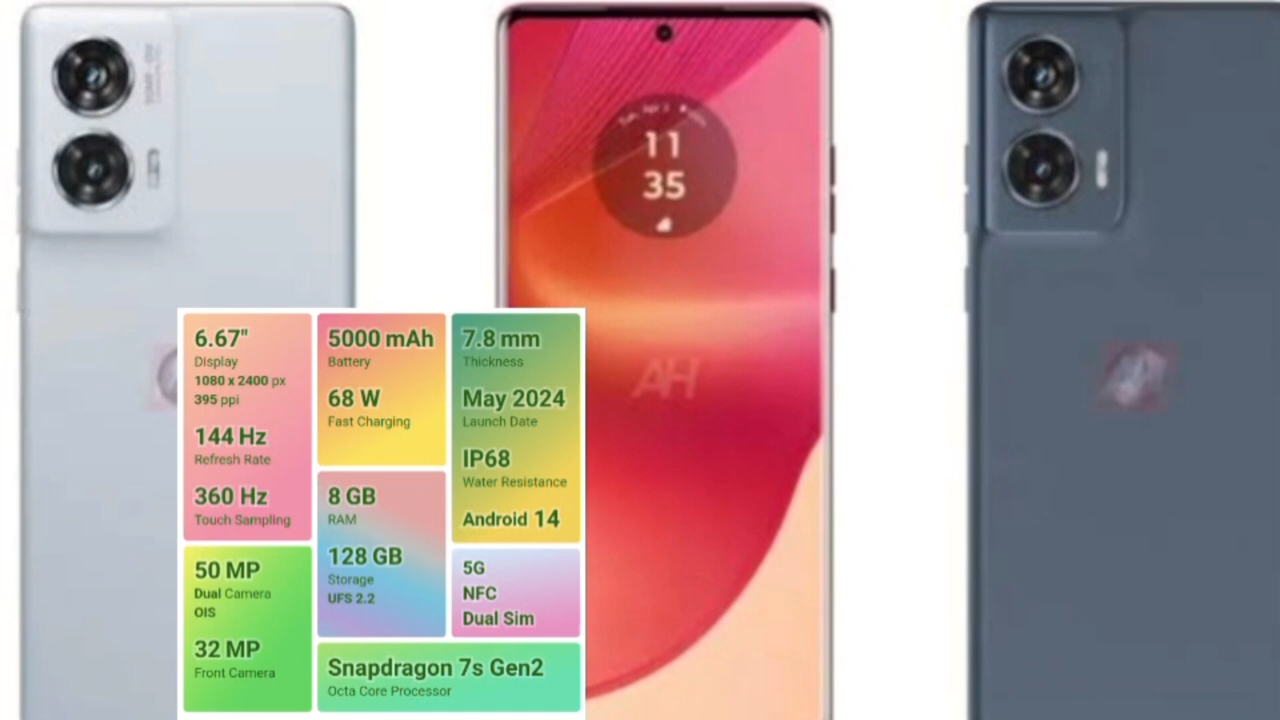 11
35
AH
6.67"
Display
1080 x 2400 px
395 ppi
144 Hz
Refresh Rate
360 Hz
Touch Sampling
50 MP
Dual Camera
OIS
32 MP
Front Camera
5000 mAh
Battery
68 W
Fast Charging
8 GB
RAM
128 GB
Storage
UFS 2.2
7.8 mm
Thickness
May 2024
Launch Date
IP68
Water Resistance
Android 14
5G
NFC
Dual Sim
Snapdragon 7s Gen2
Octa Core Processor